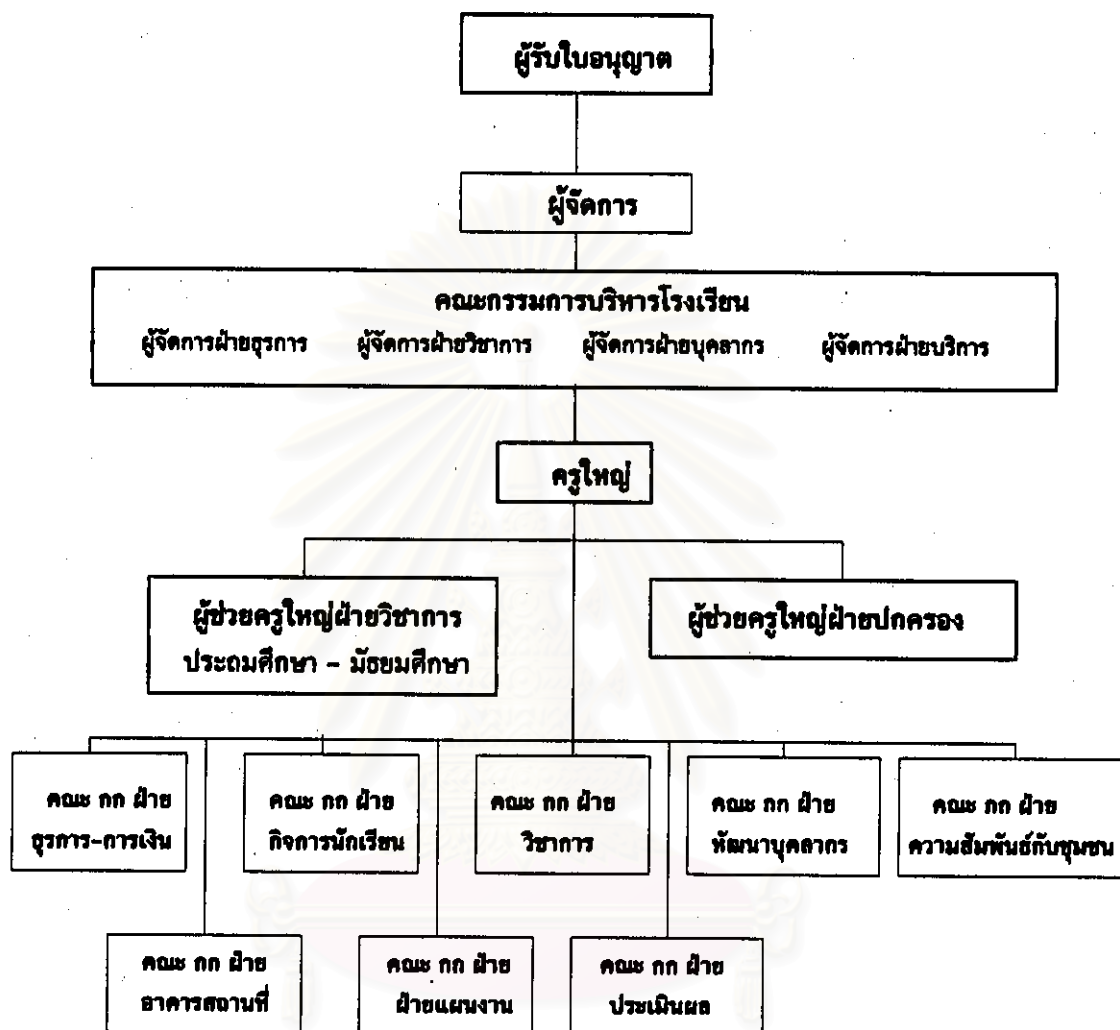 ผู้รับใบอนุญาต
ผู้จัดการ
คณะกรรมการบริหารโรงเรียน
ผู้จัดการฝ่ายธุรการ ผู้จัดการฝ่ายวิชาการ ผู้จัดการฝ่ายบุคลากร ผู้จัดการฝ่ายบริการ
ครูใหญ่
ผู้ช่วยครูใหญ่ฝ่ายวิชาการ
ประถมศึกษา - มัธยมศึกษา
ผู้ช่วยครูใหญ่ฝ่ายปกครอง
คณะ กก ฝ่าย
ธุรการ-การเงิน
คณะ กก ฝ่าย
กิจการนักเรียน
คณะ กก ฝ่าย
วิชาการ
คณะ กก ฝ่าย
พัฒนาบุคลากร
คณะ กก ฝ่าย
ความสัมพันธ์กับชุมชน
คณะ กก ฝ่าย
อาคารสถานที่
คณะ กก ฝ่าย
ฝ่ายแผนงาน
คณะ กก ฝ่าย
ประเมินผล